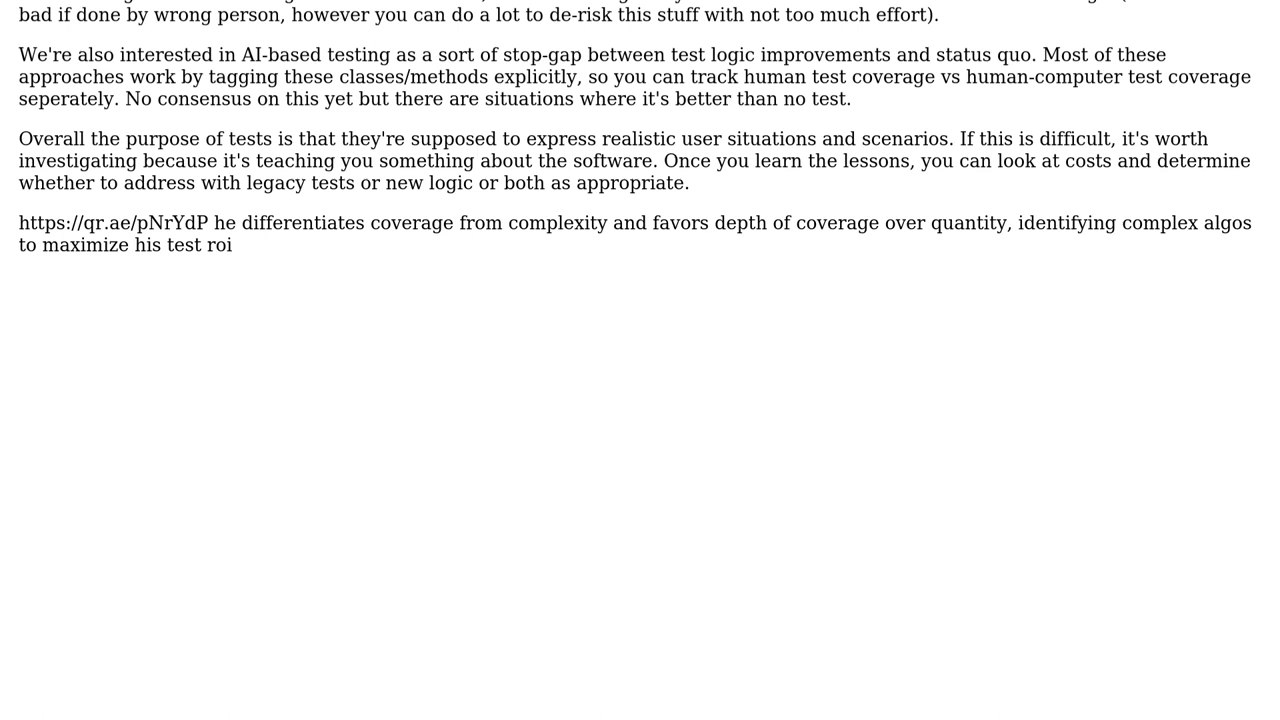 bad if done by wrong person, however you can do a lot to de-risk this stuff with not too much effort).
We're also interested in AI-based testing as a sort of stop-gap between test logic improvements and status quo. Most of these
approaches work by tagging these classes/methods explicitly, so you can track human test coverage vs human-computer test coverage
seperately. No consensus on this yet but there are situations where it's better than no test.
Overall the purpose of tests is that they're supposed to express realistic user situations and scenarios. If this is difficult, it's worth
investigating because it's teaching you something about the software. Once you learn the lessons, you can look at costs and determine
whether to address with legacy tests or new logic or both as appropriate.
https://qr.ae/pNrYdP he differentiates coverage from complexity and favors depth of coverage over quantity, identifying complex algos
to maximize his test roi